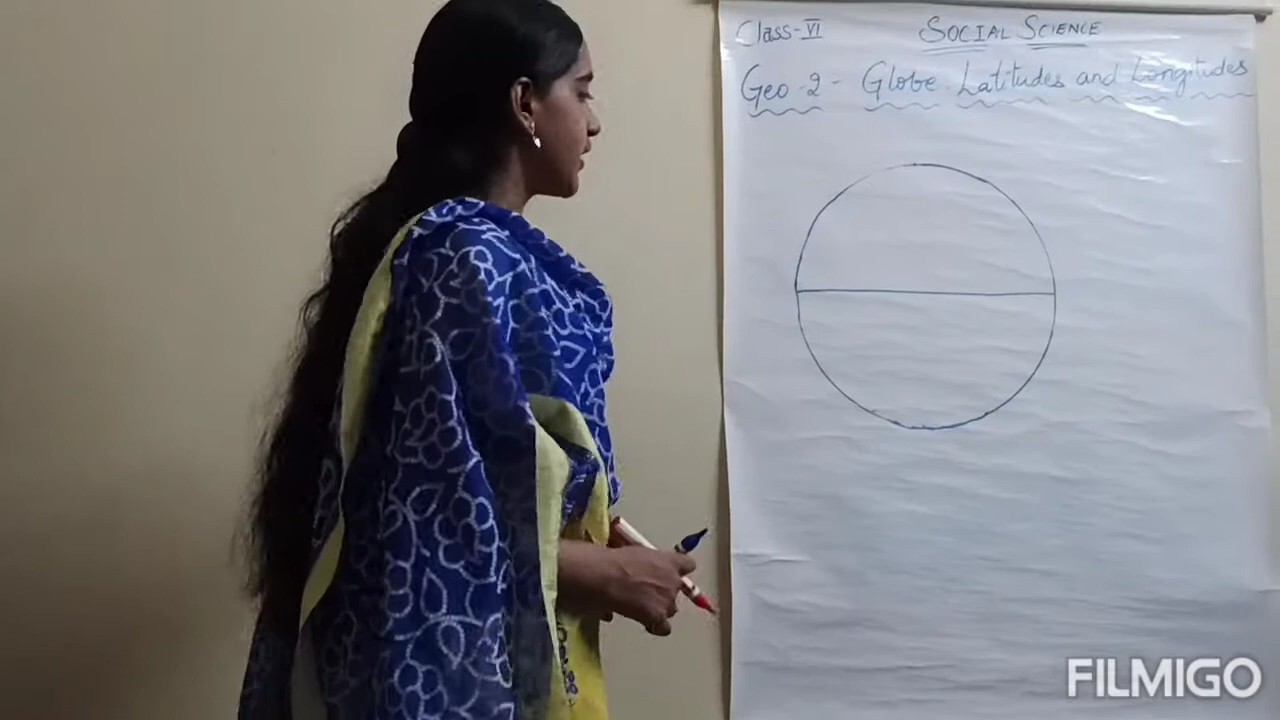 Class-VI
SOCIAL SCIENCE
Geo-2- Globe Latitudes and Longitudes
FILMIGO